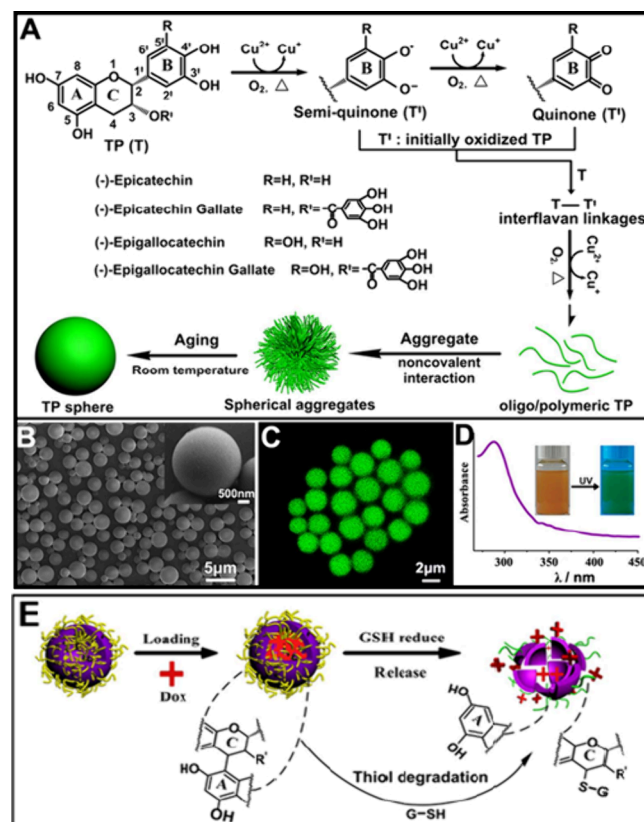 A
R
5' 4' OH
6'
B
1' 3' OH
2'
8 1
HO 7 O
A C 2
6 3
5 4 OR'
OH
TP (T)
Cu²⁺ Cu⁺
O₂, △
R
O⁻
B
O⁻
Semi-quinone (T')
Cu²⁺ Cu⁺
O₂, △
R
O
B
O
Quinone (T')
T' : initially oxidized TP
T
T — T'
interflavan linkages
O₂, △
Cu²⁺
Cu⁺
(-)-Epicatechin R=H, R'=H
(-)-Epicatechin Gallate R=H, R'= C O OH OH OH
(-)-Epigallocatechin R=OH, R'=H
(-)-Epigallocatechin Gallate R=OH, R'= C O OH OH OH
oligo/polymeric TP
Aggregate
noncovalent
interaction
Spherical aggregates
Aging
Room temperature
TP sphere
B
500nm
5μm
C
2μm
D
Absorbance
UV
300 350 400 450
λ / nm
E
Loading
Dox
GSH reduce
Release
O
C
R'
HO
A
OH
Thiol degradation
G–SH
HO
A
OH
O
C
R'
S-G